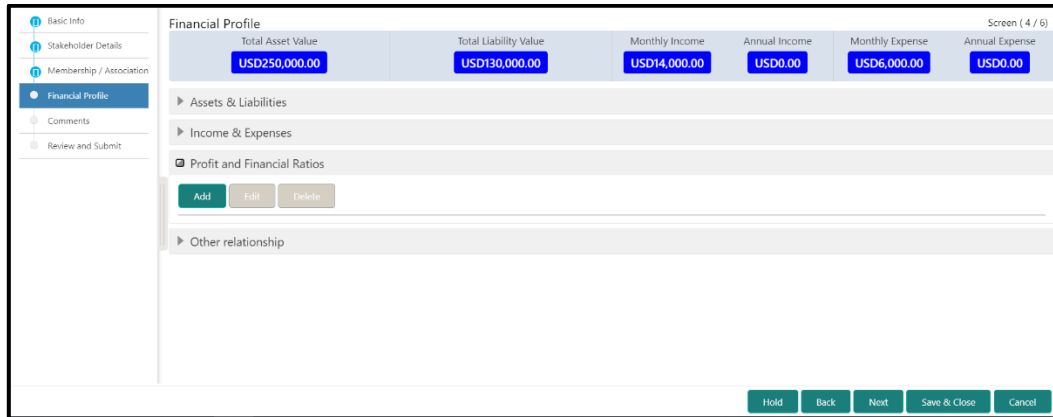 Basic Info
Stakeholder Details
Membership / Association
Financial Profile
Comments
Review and Submit
Financial Profile
Screen ( 4 / 6)
Total Asset Value
USD250,000.00
Total Liability Value
USD130,000.00
Monthly Income
USD14,000.00
Annual Income
USD0.00
Monthly Expense
USD6,000.00
Annual Expense
USD0.00
Assets & Liabilities
Income & Expenses
Profit and Financial Ratios
Add Edit Delete
Other relationship
Hold Back Next Save & Close Cancel